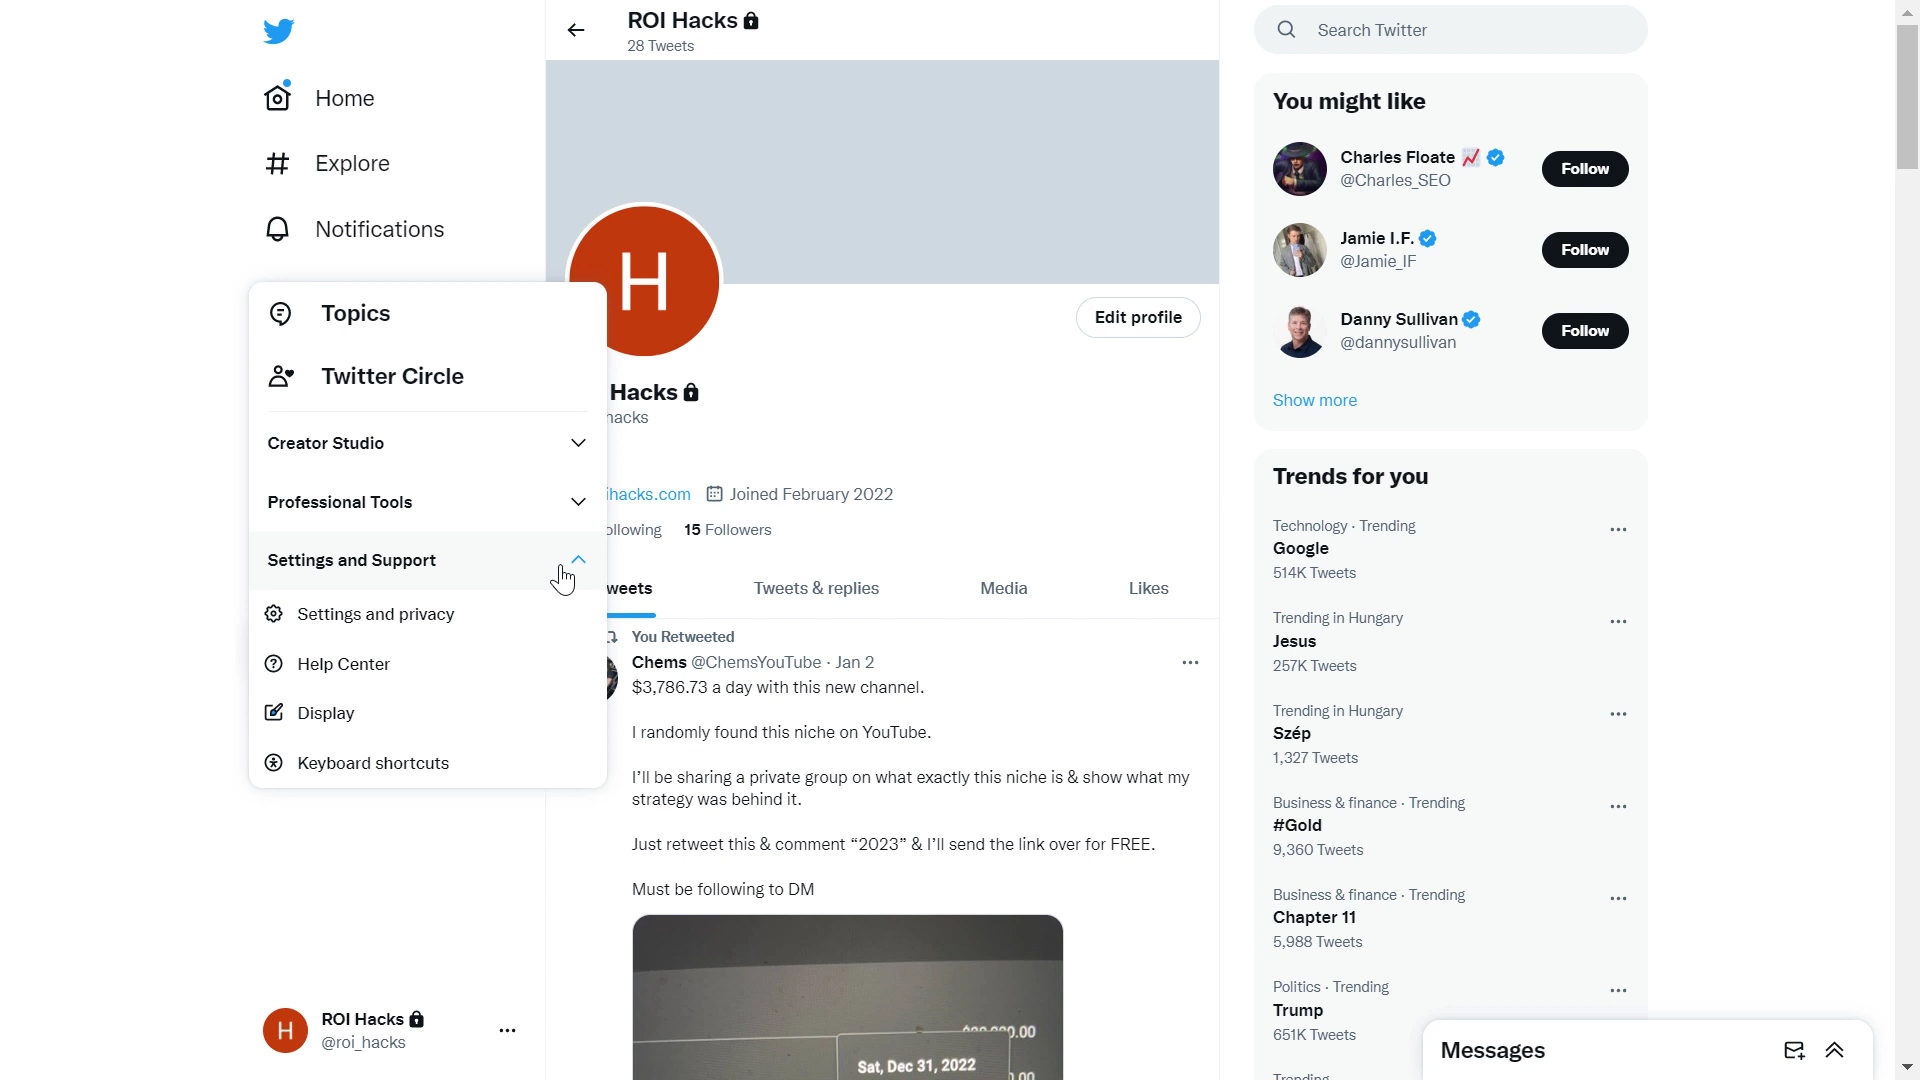 Home
Explore
Notifications
Topics
Twitter Circle
Creator Studio
Professional Tools
Settings and Support
Settings and privacy
Help Center
Display
Keyboard shortcuts
H
ROI Hacks
@roi_hacks
ROI Hacks
28 Tweets
H
Edit profile
Hacks
hacks
ihacks.com
Joined February 2022
ollowing
15 Followers
weets
Tweets & replies
Media
Likes
You Retweeted
Chems @ChemsYouTube · Jan 2
$3,786.73 a day with this new channel.
I randomly found this niche on YouTube.
I’ll be sharing a private group on what exactly this niche is & show what my
strategy was behind it.
Just retweet this & comment “2023” & I’ll send the link over for FREE.
Must be following to DM
Sat, Dec 31, 2022
Search Twitter
You might like
Charles Floate
@Charles_SEO
Follow
Jamie I.F.
@Jamie_IF
Follow
Danny Sullivan
@dannysullivan
Follow
Show more
Trends for you
Technology · Trending
Google
514K Tweets
Trending in Hungary
Jesus
257K Tweets
Trending in Hungary
Szép
1,327 Tweets
Business & finance · Trending
#Gold
9,360 Tweets
Business & finance · Trending
Chapter 11
5,988 Tweets
Politics · Trending
Trump
651K Tweets
Trending
Messages